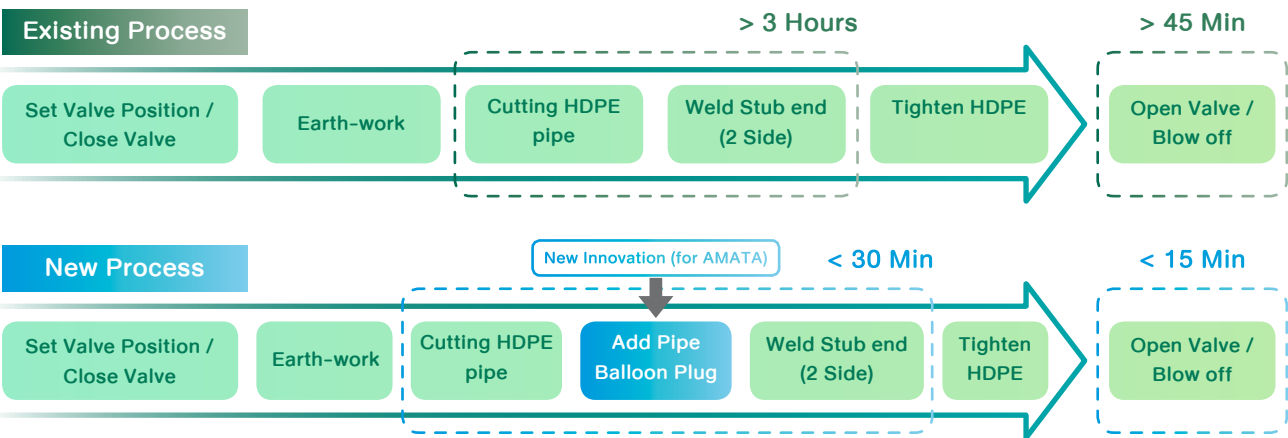 Existing Process
> 3 Hours
> 45 Min
Set Valve Position /
Close Valve
Earth-work
Cutting HDPE
pipe
Weld Stub end
(2 Side)
Tighten HDPE
Open Valve /
Blow off
New Process
New Innovation (for AMATA)
< 30 Min
< 15 Min
Set Valve Position /
Close Valve
Earth-work
Cutting HDPE
pipe
Add Pipe
Balloon Plug
Weld Stub end
(2 Side)
Tighten
HDPE
Open Valve /
Blow off